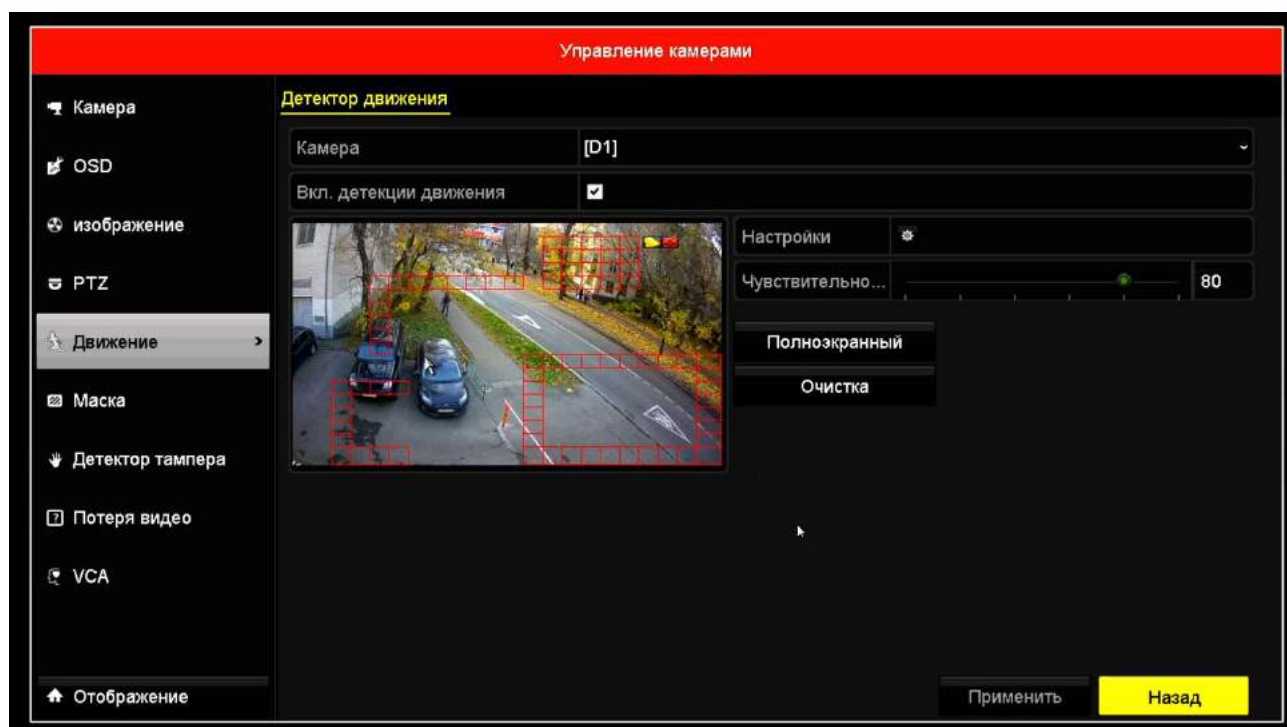 Управление камерами
Камера
OSD
изображение
PTZ
Движение
Маска
Детектор тампера
Потеря видео
VCA
Отображение
Детектор движения
Камера [D1]
Вкл. детекции движения
Настройки
Чувствительно... 80
Полноэкранный
Очистка
Применить Назад